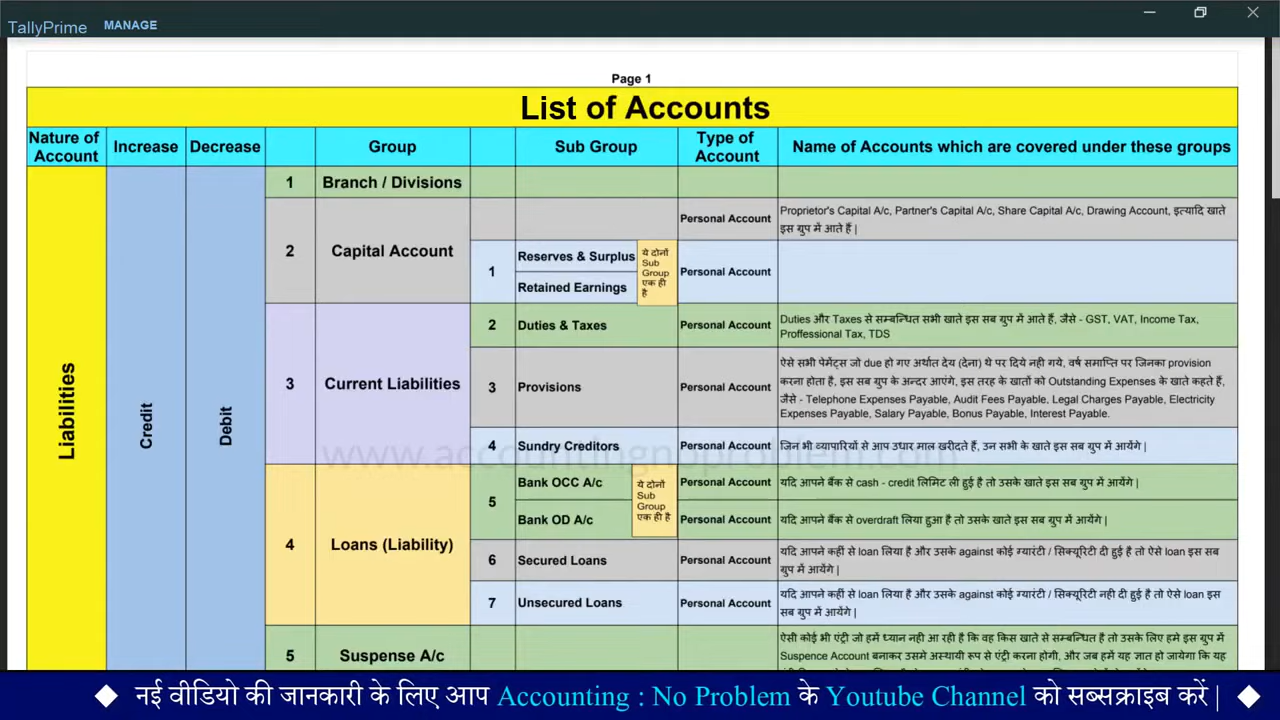 TallyPrime MANAGE
Page 1
List of Accounts
Nature of Account Increase Decrease Group Sub Group Type of Account Name of Accounts which are covered under these groups
Liabilities
Credit
Debit
1 Branch / Divisions
2 Capital Account
Personal Account
Proprietor's Capital A/c, Partner's Capital A/c, Share Capital A/c, Drawing Account, इत्यादि खाते
इस ग्रुप में आते हैं |
1 Reserves & Surplus
Retained Earnings
ये दोनों
Sub
Group
एक ही
है
Personal Account
3 Current Liabilities
2 Duties & Taxes Personal Account
Duties और Taxes से सम्बन्धित सभी खाते इस सब ग्रुप में आते हैं, जैसे - GST, VAT, Income Tax,
Proffessional Tax, TDS
3 Provisions Personal Account
ऐसे सभी पेमेंट्स जो due हो गए अर्थात देय (देना) थे पर दिये नही गये, वर्ष समाप्ति पर जिनका provision
करना होता है, इस सब ग्रुप के अन्दर आएंगे, इस तरह के खातों को Outstanding Expenses के खाते कहते हैं,
जैसे - Telephone Expenses Payable, Audit Fees Payable, Legal Charges Payable, Electricity
Expenses Payable, Salary Payable, Bonus Payable, Interest Payable.
4 Sundry Creditors Personal Account जिन भी व्यापारियों से आप उधार माल खरीदते हैं, उन सभी के खाते इस सब ग्रुप में आयेंगे |
www.accountingnoproblem.com
4 Loans (Liability)
5 Bank OCC A/c Personal Account यदि आपने बैंक से cash - credit लिमिट ली हुई है तो उसके खाते इस सब ग्रुप में आयेंगे |
Bank OD A/c Personal Account यदि आपने बैंक से overdraft लिया हुआ है तो उसके खाते इस सब ग्रुप में आयेंगे |
ये दोनों
Sub
Group
एक ही है
6 Secured Loans Personal Account
यदि आपने कहीं से loan लिया है और उसके against कोई ग्यारंटी / सिक्यूरिटी दी हुई है तो ऐसे loan इस सब
ग्रुप में आयेंगे |
7 Unsecured Loans Personal Account
यदि आपने कहीं से loan लिया है और उसके against कोई ग्यारंटी / सिक्यूरिटी नही दी हुई है तो ऐसे loan इस
सब ग्रुप में आयेंगे |
5 Suspense A/c
ऐसी कोई भी एंट्री जो हमें ध्यान नही आ रही है कि वह किस खाते से सम्बन्धित है तो उसके लिए हमे इस ग्रुप में
Suspence Account बनाकर उसमे अस्थायी रूप से एंट्री करना होगी, और जब हमें यह ज्ञात हो जायेगा कि यह
◆ नई वीडियो की जानकारी के लिए आप Accounting : No Problem के Youtube Channel को सब्सक्राइब करें | ◆